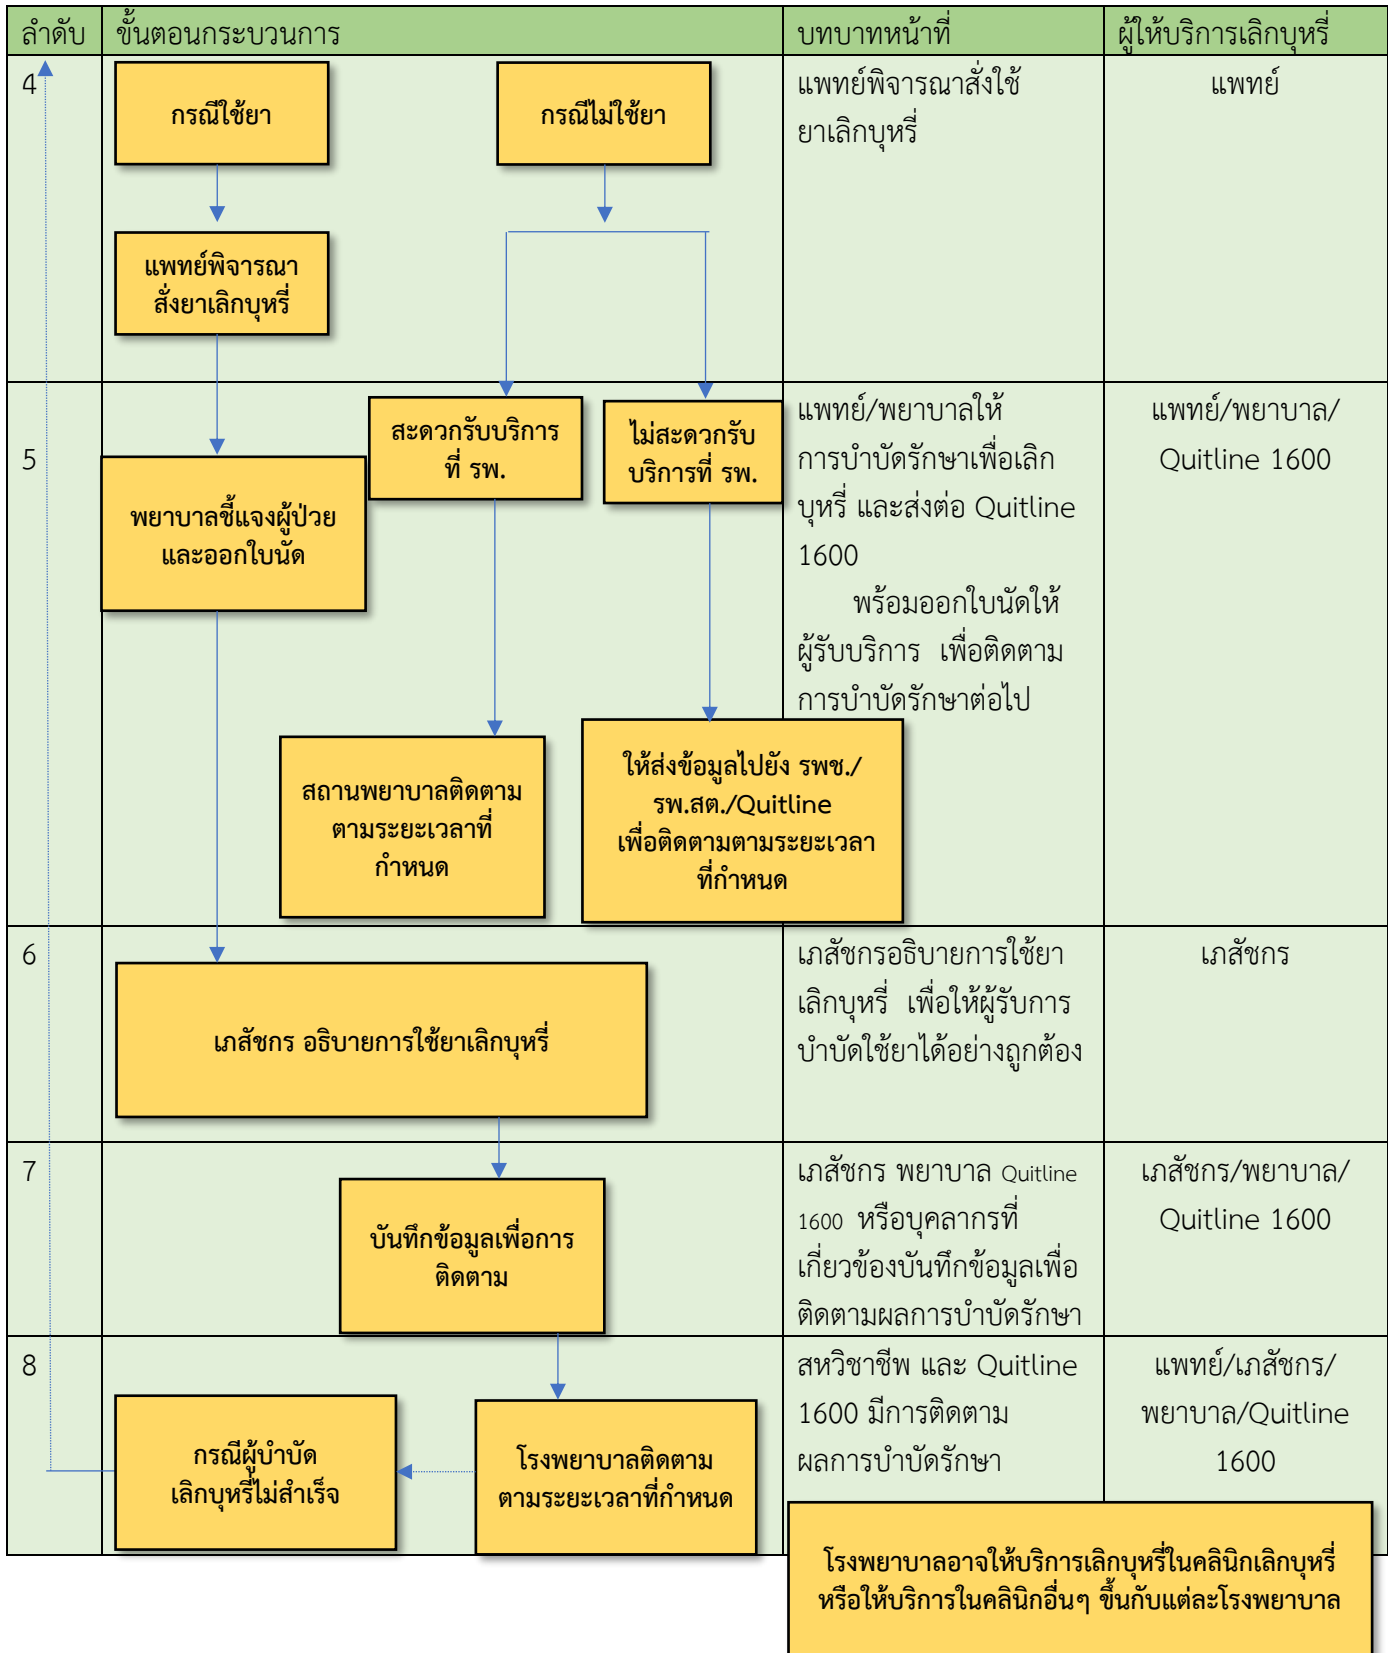 ลำดับ
ขั้นตอนกระบวนการ
บทบาทหน้าที่
ผู้ให้บริการเลิกบุหรี่
4
กรณีใช้ยา
กรณีไม่ใช้ยา
แพทย์พิจารณาสั่งใช้
ยาเลิกบุหรี่
แพทย์
แพทย์พิจารณา
สั่งยาเลิกบุหรี่
5
พยาบาลชี้แจงผู้ป่วย
และออกใบนัด
สะดวกรับบริการ
ที่ รพ.
ไม่สะดวกรับ
บริการที่ รพ.
สถานพยาบาลติดตาม
ตามระยะเวลาที่
กำหนด
ให้ส่งข้อมูลไปยัง รพช./
รพ.สต./Quitline
เพื่อติดตามตามระยะเวลา
ที่กำหนด
แพทย์/พยาบาลให้
การบำบัดรักษาเพื่อเลิก
บุหรี่ และส่งต่อ Quitline
1600
พร้อมออกใบนัดให้
ผู้รับบริการ เพื่อติดตาม
การบำบัดรักษาต่อไป
แพทย์/พยาบาล/
Quitline 1600
6
เภสัชกร อธิบายการใช้ยาเลิกบุหรี่
เภสัชกรอธิบายการใช้ยา
เลิกบุหรี่ เพื่อให้ผู้รับการ
บำบัดใช้ยาได้อย่างถูกต้อง
เภสัชกร
7
บันทึกข้อมูลเพื่อการ
ติดตาม
เภสัชกร พยาบาล Quitline
1600 หรือบุคลากรที่
เกี่ยวข้องบันทึกข้อมูลเพื่อ
ติดตามผลการบำบัดรักษา
เภสัชกร/พยาบาล/
Quitline 1600
8
กรณีผู้บำบัด
เลิกบุหรี่ไม่สำเร็จ
โรงพยาบาลติดตาม
ตามระยะเวลาที่กำหนด
สหวิชาชีพ และ Quitline
1600 มีการติดตาม
ผลการบำบัดรักษา
แพทย์/เภสัชกร/
พยาบาล/Quitline
1600
โรงพยาบาลอาจให้บริการเลิกบุหรี่ในคลินิกเลิกบุหรี่
หรือให้บริการในคลินิกอื่นๆ ขึ้นกับแต่ละโรงพยาบาล